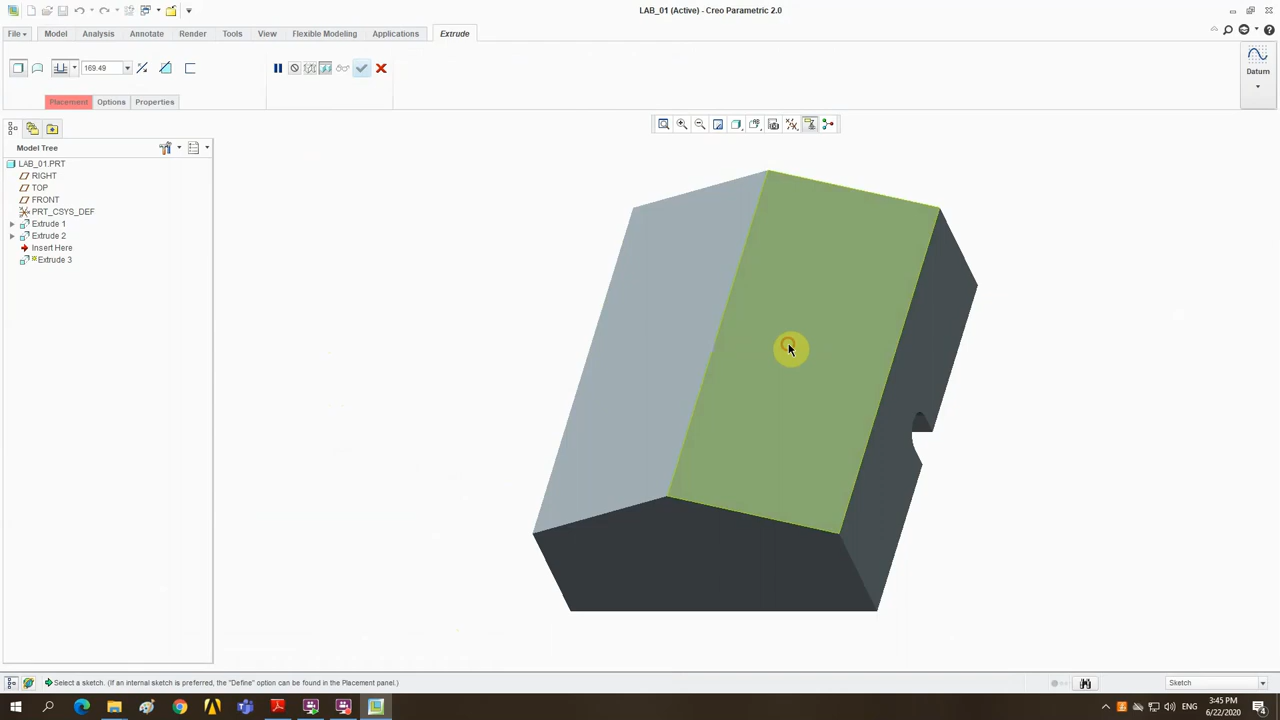 LAB_01 (Active) - Creo Parametric 2.0
File Model Analysis Annotate Render Tools View Flexible Modeling Applications Extrude
169.49
Datum
Placement Options Properties
Model Tree
LAB_01.PRT
RIGHT
TOP
FRONT
PRT_CSYS_DEF
Extrude 1
Extrude 2
Insert Here
Extrude 3
Select a sketch. (If an internal sketch is preferred, the "Define" option can be found in the Placement panel.)
Sketch
ENG
3:45 PM
6/22/2020
4